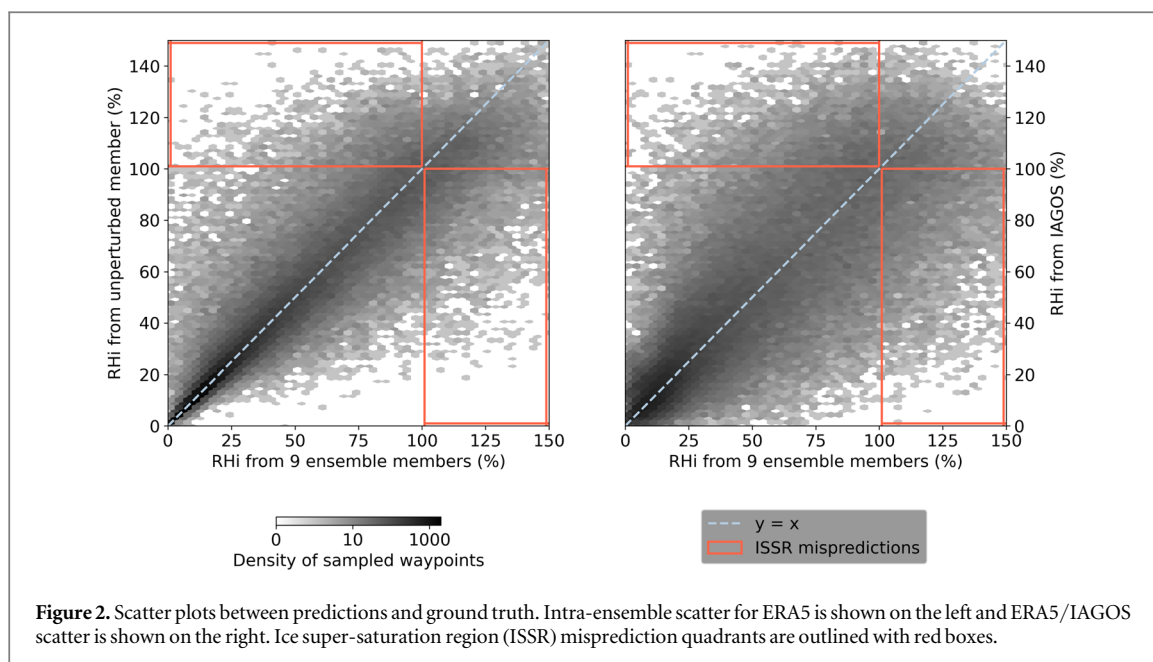 RHi from unperturbed member (%)
140
120
100
80
60
40
20
0
0 25 50 75 100 125 150
RHi from 9 ensemble members (%)
0 25 50 75 100 125 150
RHi from 9 ensemble members (%)
140
120
100
80
60
40
20
0
RHi from IAGOS (%)
0 10 1000
Density of sampled waypoints
y = x
ISSR mispredictions
Figure 2. Scatter plots between predictions and ground truth. Intra-ensemble scatter for ERA5 is shown on the left and ERA5/IAGOS
scatter is shown on the right. Ice super-saturation region (ISSR) misprediction quadrants are outlined with red boxes.